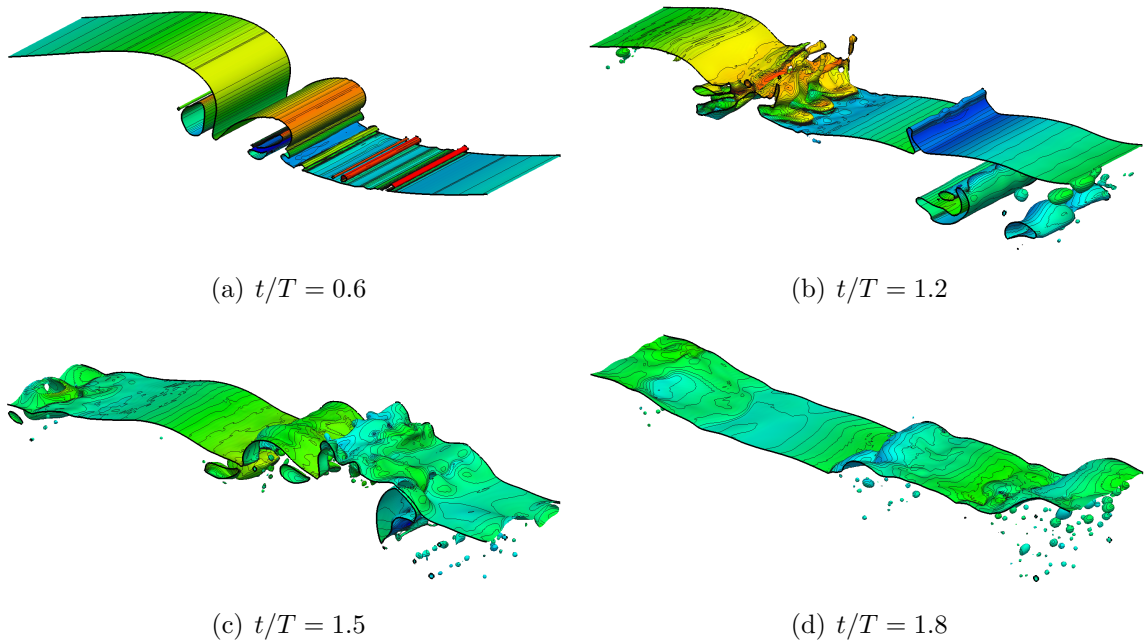 (a) t/T = 0.6
(b) t/T = 1.2
(c) t/T = 1.5
(d) t/T = 1.8